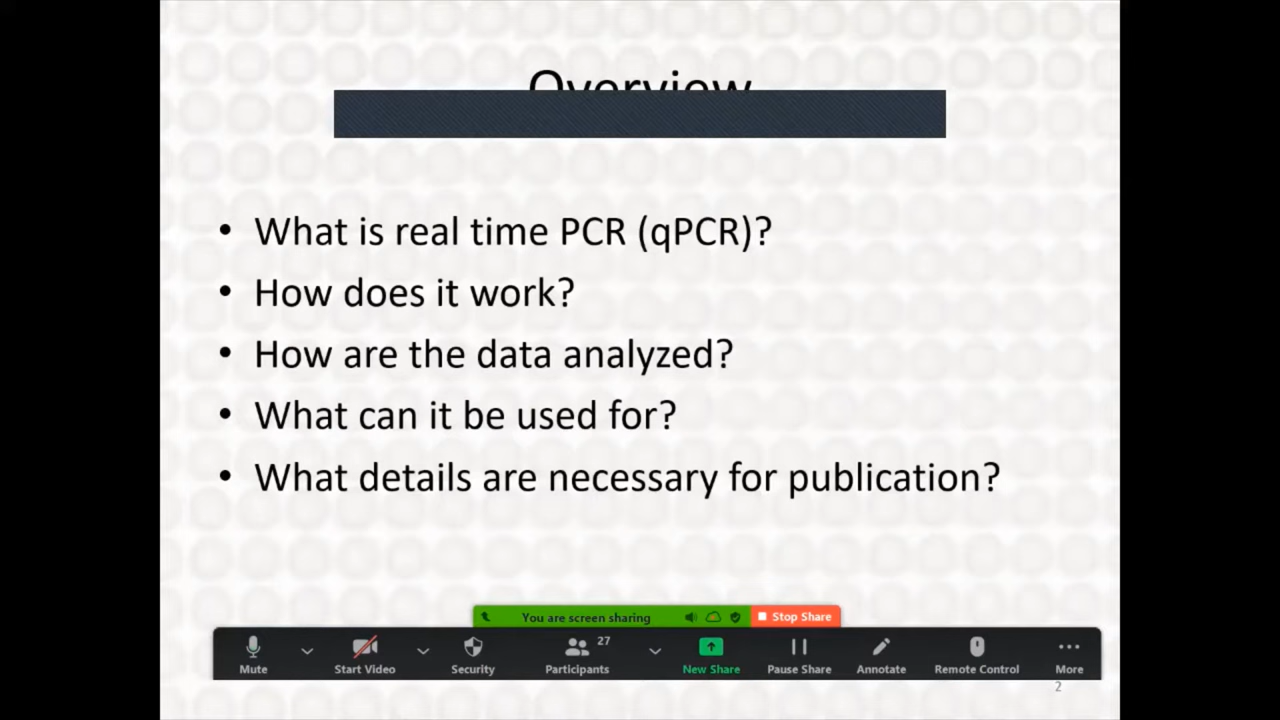 Overview
• What is real time PCR (qPCR)?
• How does it work?
• How are the data analyzed?
• What can it be used for?
• What details are necessary for publication?
You are screen sharing
Stop Share
Mute
Start Video
Security
27
Participants
New Share
Pause Share
Annotate
Remote Control
More
2